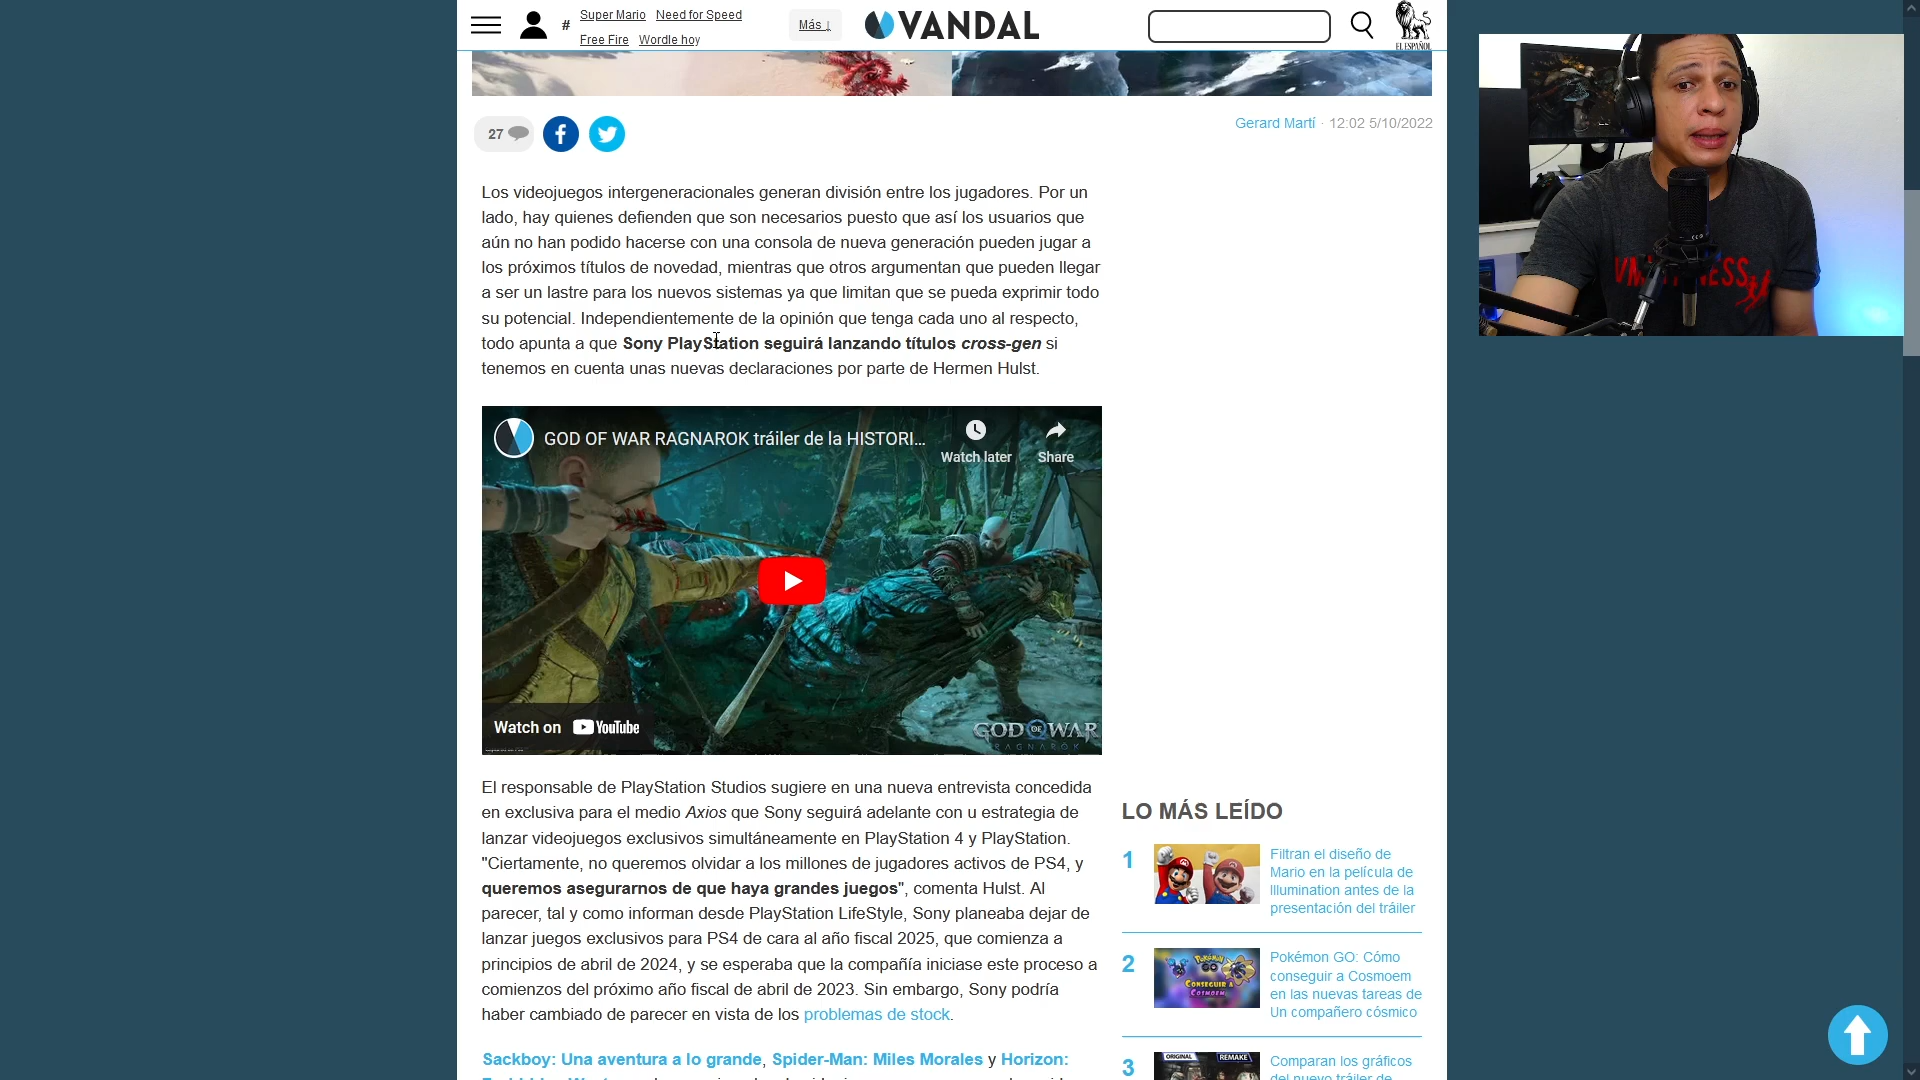 # Super Mario Need for Speed
Free Fire Wordle hoy
Más ↓
VANDAL
EL ESPAÑOL
27
Gerard Martí · 12:02 5/10/2022
Los videojuegos intergeneracionales generan división entre los jugadores. Por un
lado, hay quienes defienden que son necesarios puesto que así los usuarios que
aún no han podido hacerse con una consola de nueva generación pueden jugar a
los próximos títulos de novedad, mientras que otros argumentan que pueden llegar
a ser un lastre para los nuevos sistemas ya que limitan que se pueda exprimir todo
su potencial. Independientemente de la opinión que tenga cada uno al respecto,
todo apunta a que Sony PlayStation seguirá lanzando títulos cross-gen si
tenemos en cuenta unas nuevas declaraciones por parte de Hermen Hulst.
GOD OF WAR RAGNAROK tráiler de la HISTORI...
Watch later
Share
Watch on YouTube
GOD OF WAR
RAGNAROK
El responsable de PlayStation Studios sugiere en una nueva entrevista concedida
en exclusiva para el medio Axios que Sony seguirá adelante con u estrategia de
lanzar videojuegos exclusivos simultáneamente en PlayStation 4 y PlayStation.
"Ciertamente, no queremos olvidar a los millones de jugadores activos de PS4, y
queremos asegurarnos de que haya grandes juegos", comenta Hulst. Al
parecer, tal y como informan desde PlayStation LifeStyle, Sony planeaba dejar de
lanzar juegos exclusivos para PS4 de cara al año fiscal 2025, que comienza a
principios de abril de 2024, y se esperaba que la compañía iniciase este proceso a
comienzos del próximo año fiscal de abril de 2023. Sin embargo, Sony podría
haber cambiado de parecer en vista de los problemas de stock.
Sackboy: Una aventura a lo grande, Spider-Man: Miles Morales y Horizon:
LO MÁS LEÍDO
1
Filtran el diseño de
Mario en la película de
Illumination antes de la
presentación del tráiler
2
POKÉMON GO
CONSEGUIR A
COSMOEM
Pokémon GO: Cómo
conseguir a Cosmoem
en las nuevas tareas de
Un compañero cósmico
3
ORIGINAL
REMAKE
Comparan los gráficos
del nuevo tráiler de